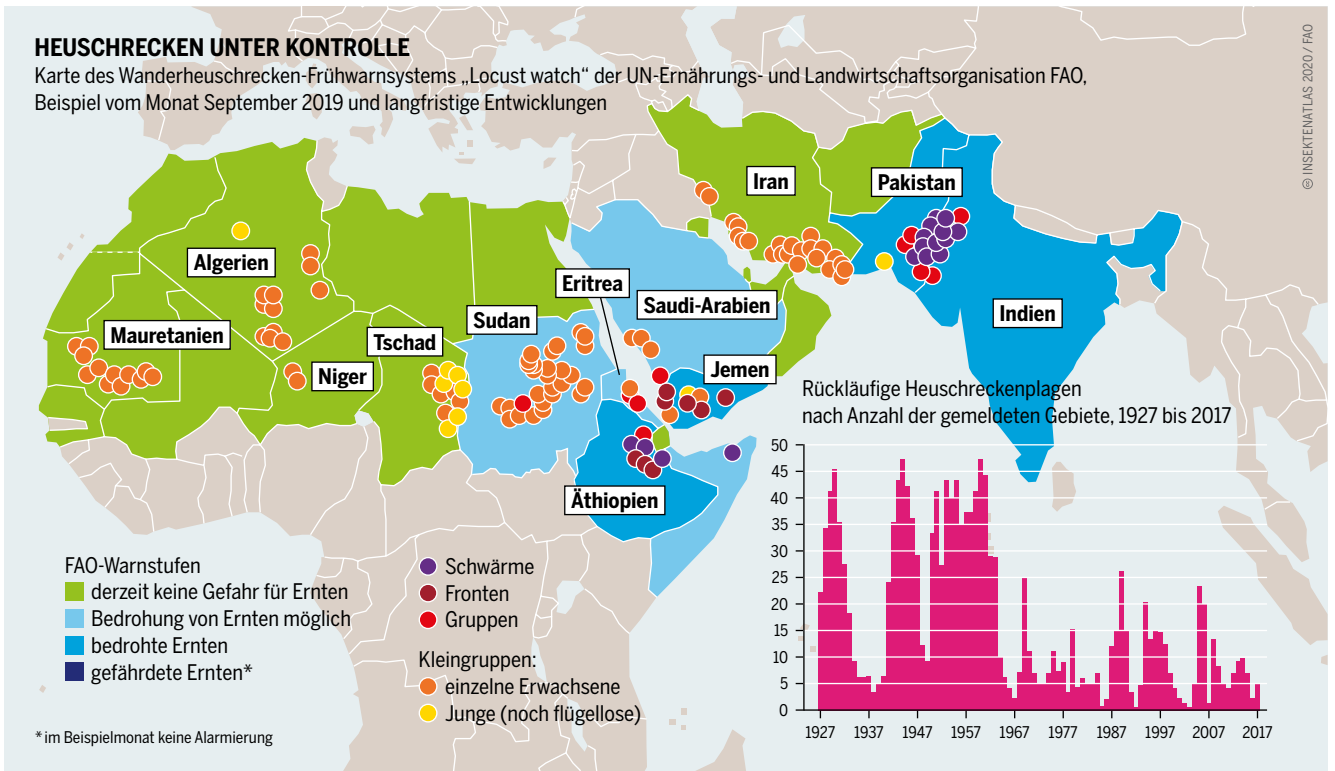 HEUSCHRECKEN UNTER KONTROLLE
Karte des Wanderheuschrecken-Frühwarnsystems „Locust watch“ der UN-Ernährungs- und Landwirtschaftsorganisation FAO,
Beispiel vom Monat September 2019 und langfristige Entwicklungen
© INSEKTENATLAS 2020 / FAO
Iran
Pakistan
Algerien
Eritrea
Saudi-Arabien
Indien
Mauretanien
Tschad
Sudan
Niger
Jemen
Äthiopien
Rückläufige Heuschreckenplagen
nach Anzahl der gemeldeten Gebiete, 1927 bis 2017
50
45
40
35
30
25
20
15
10
5
0
1927 1937 1947 1957 1967 1977 1987 1997 2007 2017
FAO-Warnstufen
derzeit keine Gefahr für Ernten
Bedrohung von Ernten möglich
bedrohte Ernten
gefährdete Ernten*
Schwärme
Fronten
Gruppen
Kleingruppen:
einzelne Erwachsene
Junge (noch flügellose)
* im Beispielmonat keine Alarmierung